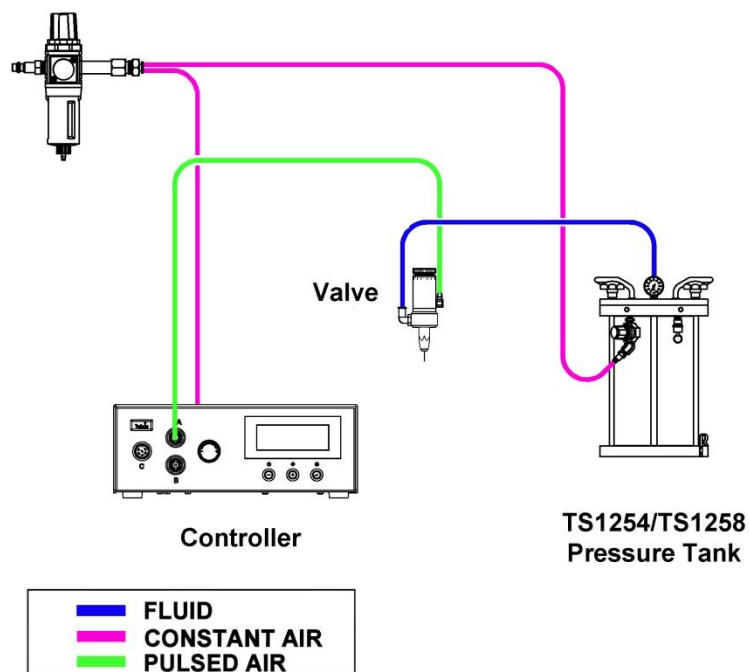 Valve
A
C
B
Controller
TS1254/TS1258
Pressure Tank
FLUID
CONSTANT AIR
PULSED AIR